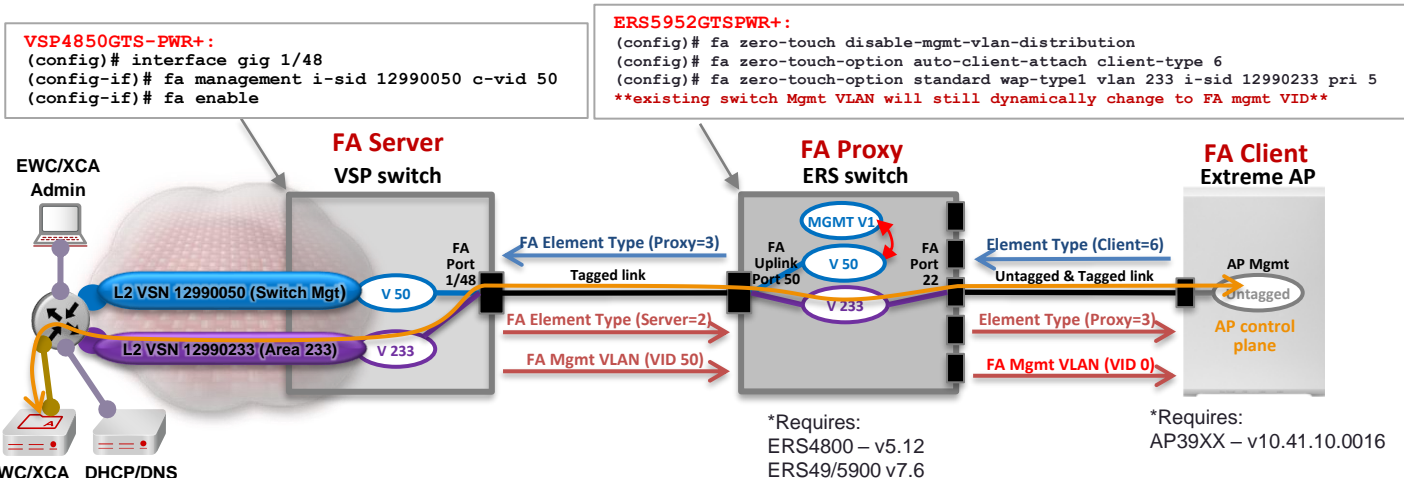 VSP4850GTS-PWR+:
(config)# interface gig 1/48
(config-if)# fa management i-sid 12990050 c-vid 50
(config-if)# fa enable
ERS5952GTSPWR+:
(config)# fa zero-touch disable-mgmt-vlan-distribution
(config)# fa zero-touch-option auto-client-attach client-type 6
(config)# fa zero-touch-option standard wap-type1 vlan 233 i-sid 12990233 pri 5
**existing switch Mgmt VLAN will still dynamically change to FA mgmt VID**
EWC/XCA
Admin
FA Server
VSP switch
FA Proxy
ERS switch
FA Client
Extreme AP
L2 VSN 12990050 (Switch Mgt)
V 50
L2 VSN 12990233 (Area 233)
V 233
FA
Port
1/48
FA Element Type (Proxy=3)
Tagged link
FA Element Type (Server=2)
FA Mgmt VLAN (VID 50)
FA
Uplink
Port 50
MGMT V1
V 50
V 233
FA
Port
22
Element Type (Client=6)
Untagged & Tagged link
Element Type (Proxy=3)
FA Mgmt VLAN (VID 0)
AP Mgmt
Untagged
AP control
plane
A
WC/XCA
DHCP/DNS
*Requires:
ERS4800 – v5.12
ERS49/5900 v7.6
*Requires:
AP39XX – v10.41.10.0016